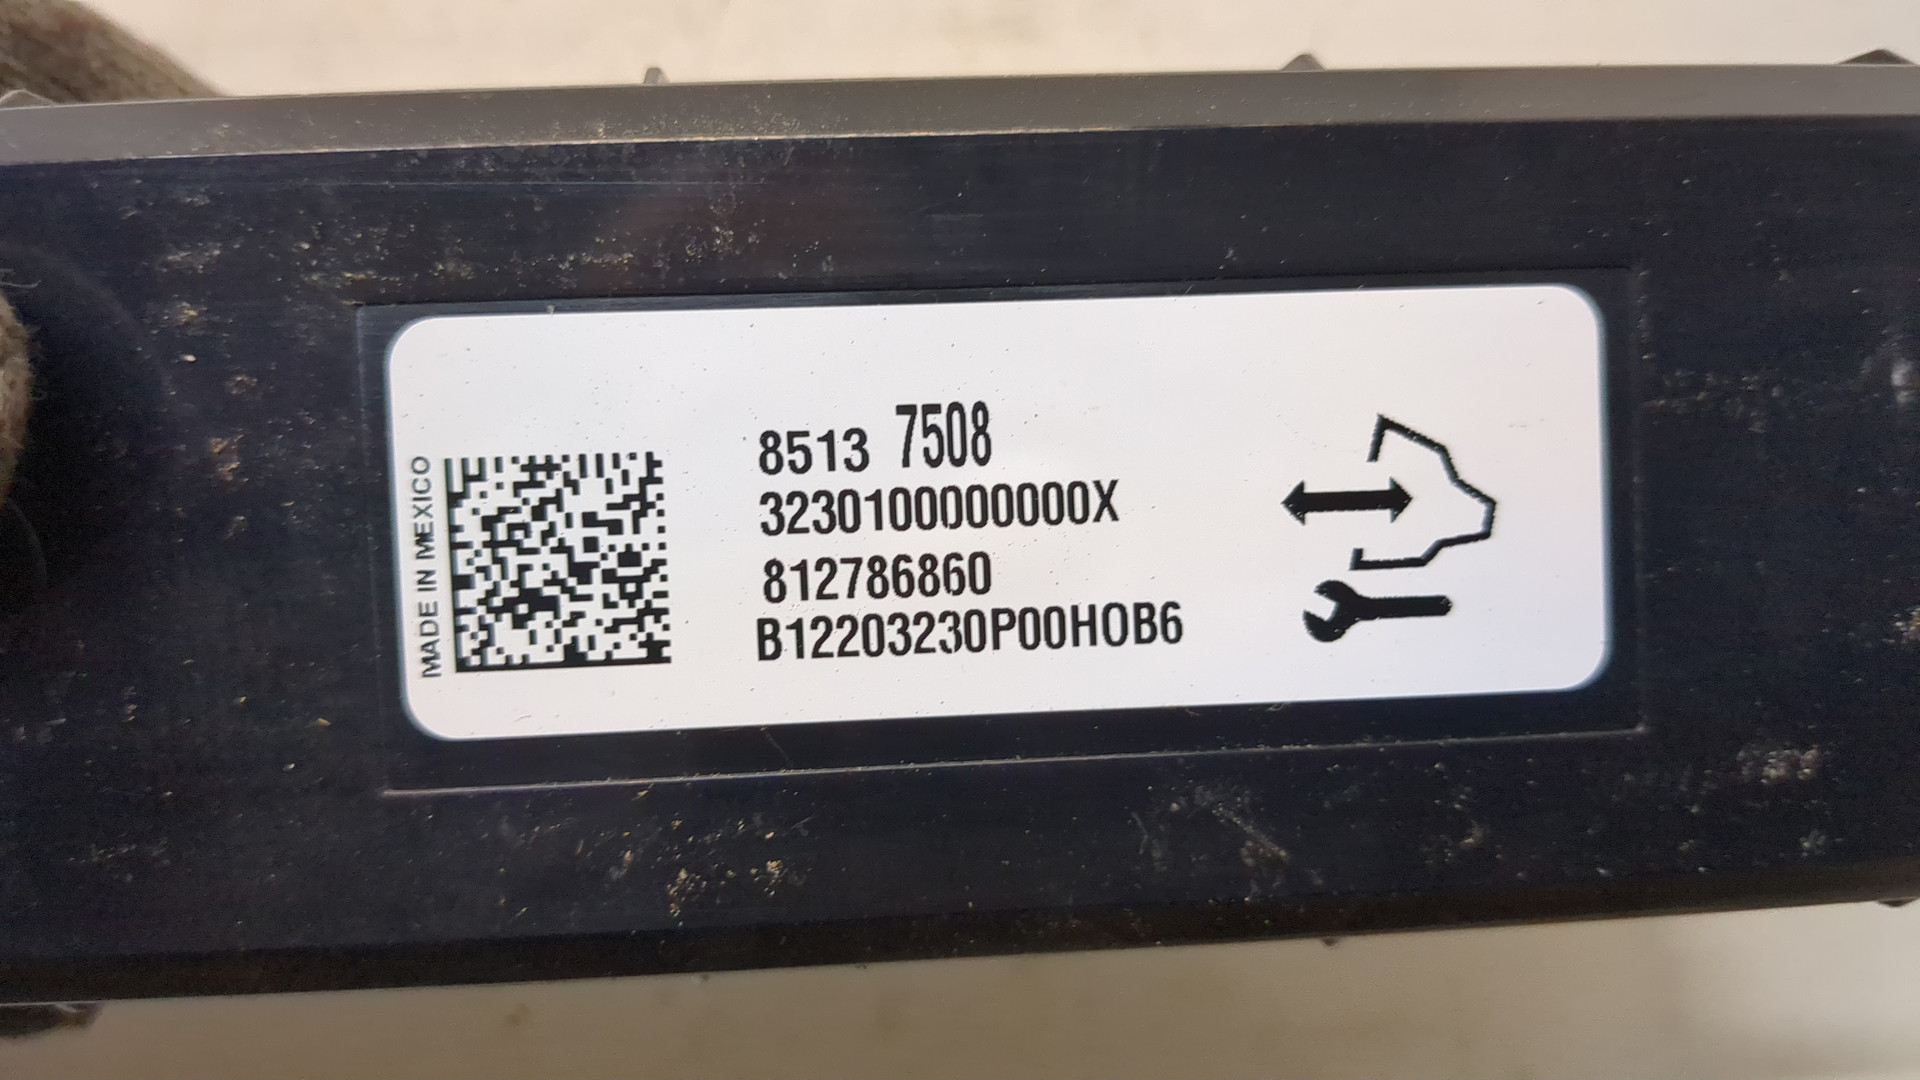 MADE IN MEXICO
8513 7508
3230100000000X
812786860
B12203230P00HOB6